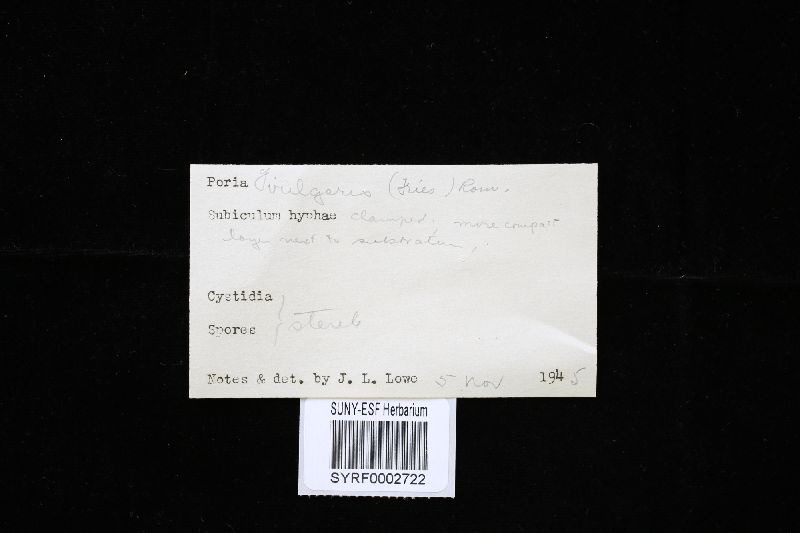 Poria vulgaris (Fries) Rom.
Subiculum hyphae clamped, more compact
layer next to substratum,
Cystidia }
Spores } sterile
Notes & det. by J. L. Lowe 5 Nov 1945
SUNY-ESF Herbarium
SYRF0002722